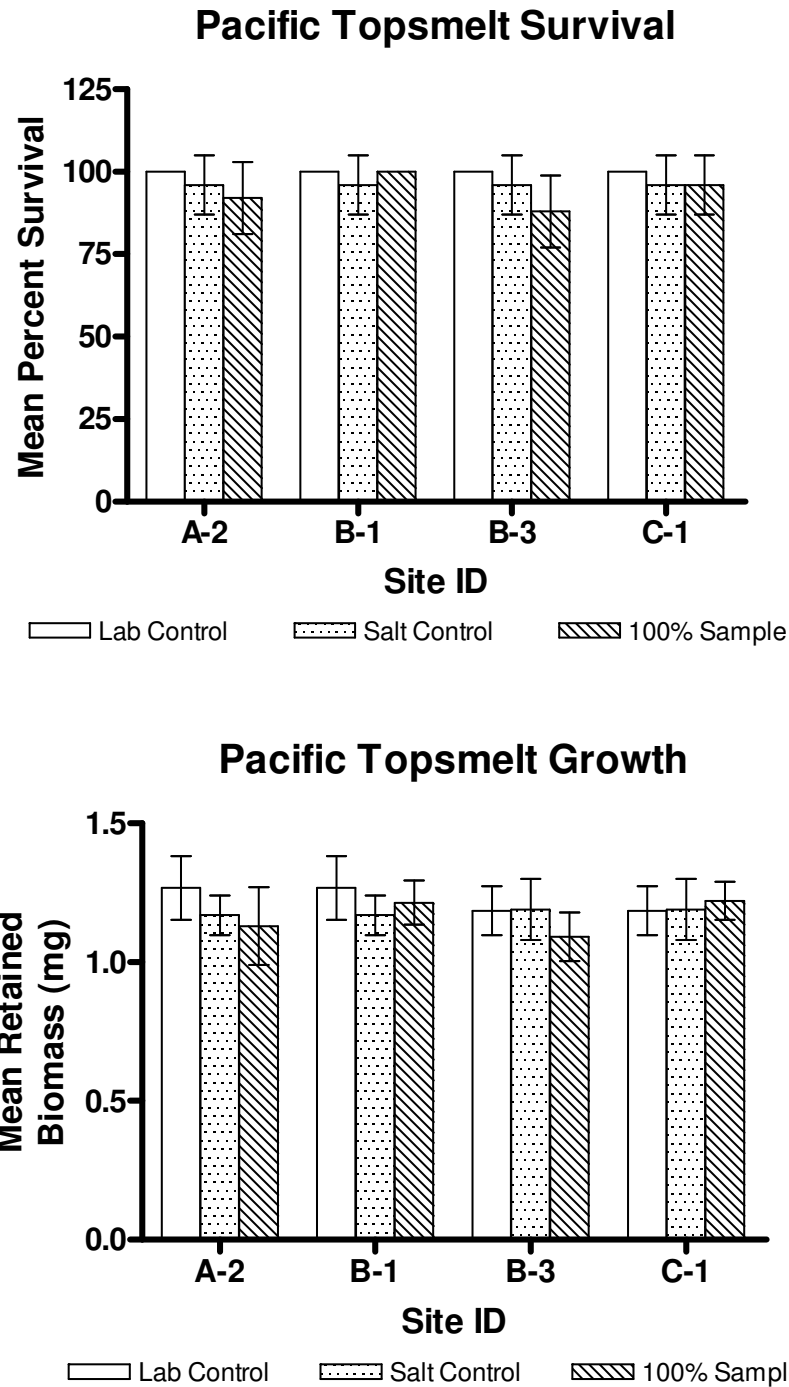 Pacific Topsmelt Survival
125
100
75
50
25
0
Mean Percent Survival
A-2 B-1 B-3 C-1
Site ID
Lab Control Salt Control 100% Sample
Pacific Topsmelt Growth
1.5
1.0
0.5
0.0
Mean Retained
Biomass (mg)
A-2 B-1 B-3 C-1
Site ID
Lab Control Salt Control 100% Sampl